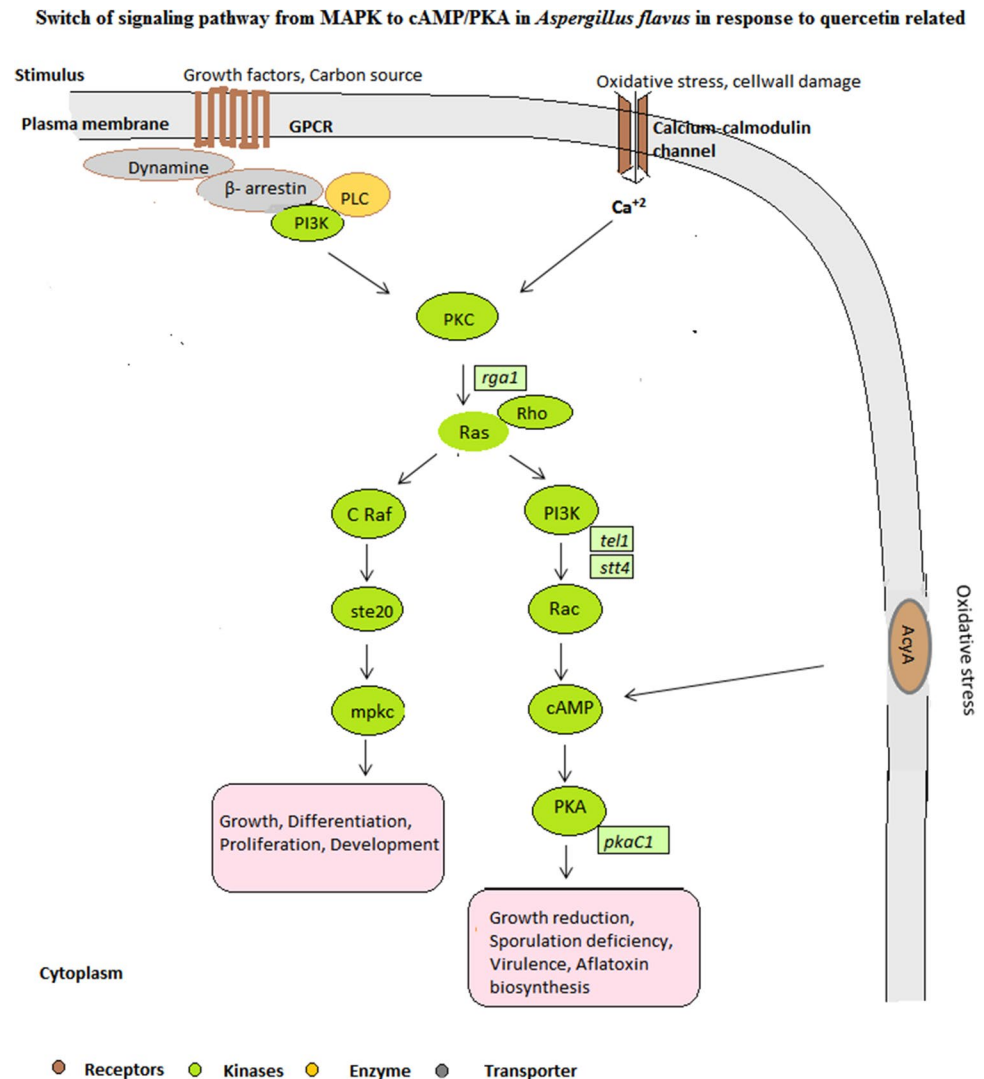 Switch of signaling pathway from MAPK to cAMP/PKA in Aspergillus flavus in response to quercetin related
Stimulus
Growth factors, Carbon source
Oxidative stress, cellwall damage
Plasma membrane
GPCR
Calcium-calmodulin
channel
Dynamine
β- arrestin
PLC
PI3K
Ca+2
PKC
rga1
Rho
Ras
C Raf
PI3K
tel1
stt4
ste20
Rac
AcyA
Oxidative stress
mpkc
cAMP
PKA
pkaC1
Growth, Differentiation,
Proliferation, Development
Growth reduction,
Sporulation deficiency,
Virulence, Aflatoxin
biosynthesis
Cytoplasm
Receptors Kinases Enzyme Transporter